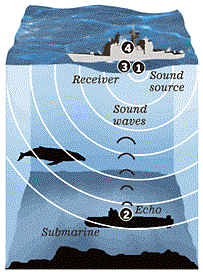 4
3 1
Receiver Sound
source
Sound
waves
2 Echo
Submarine